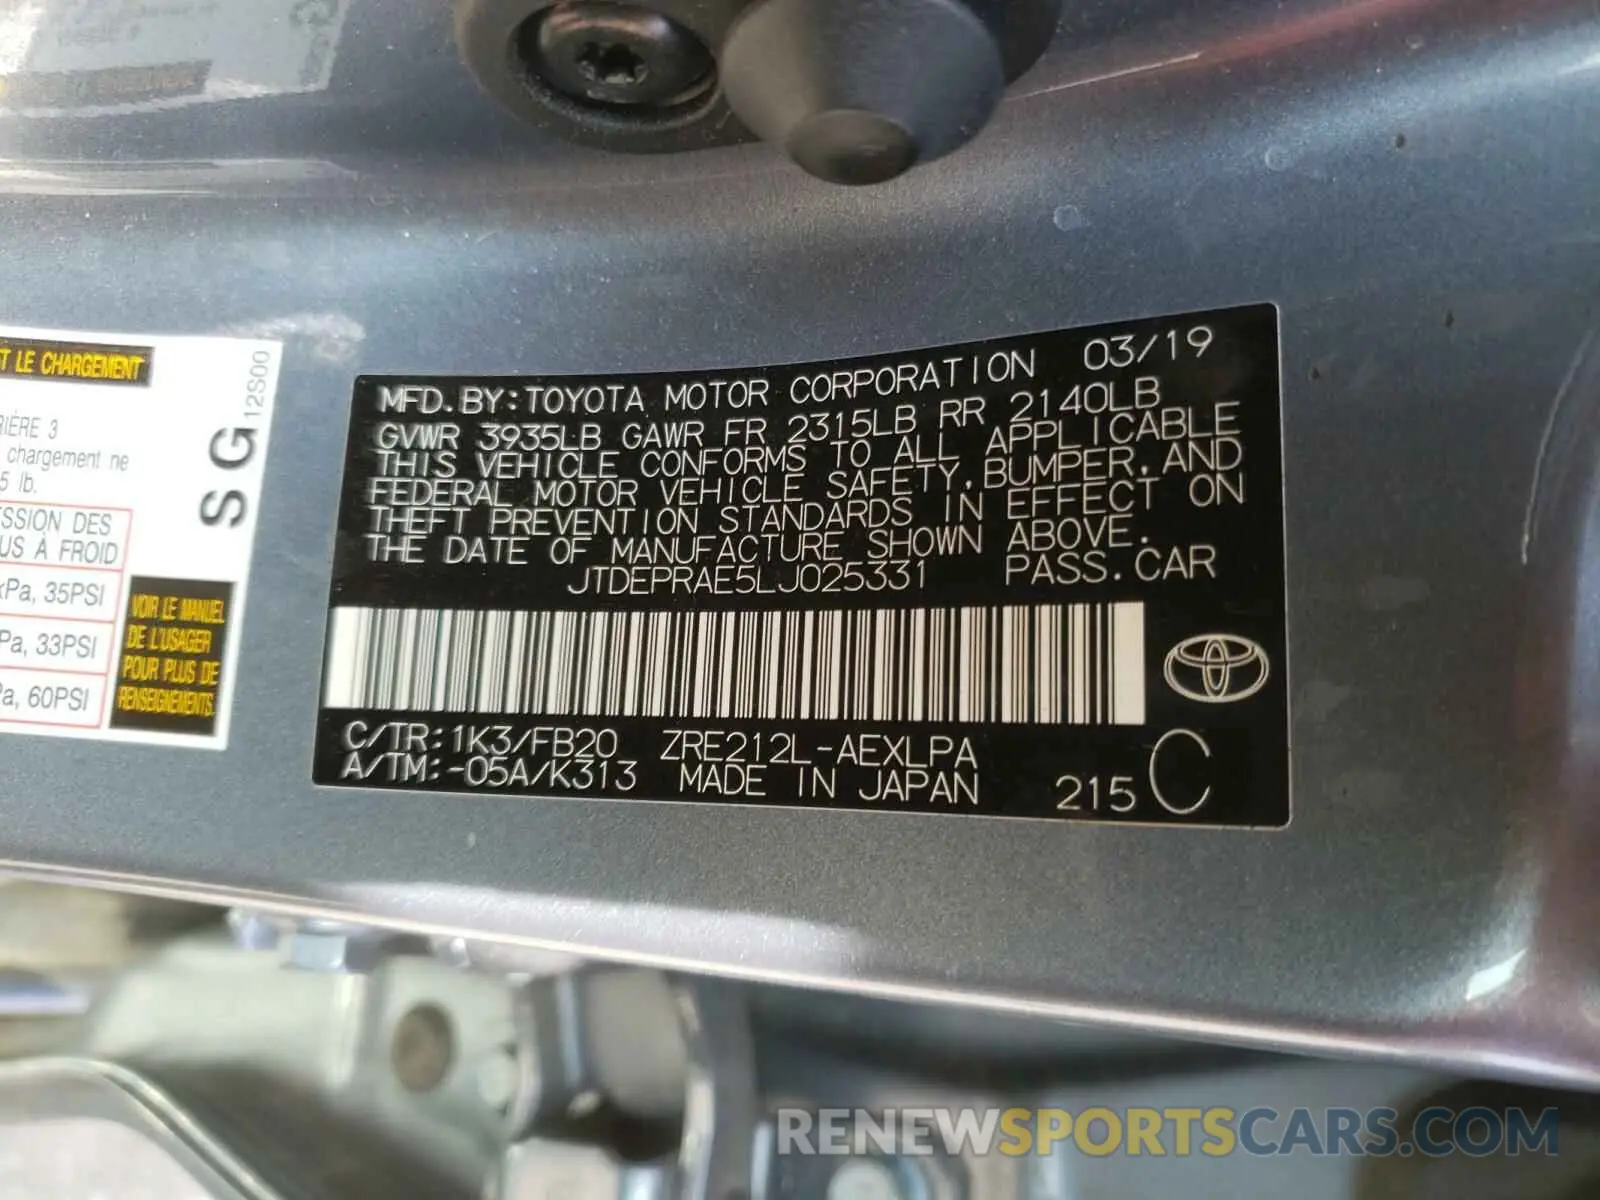 T LE CHARGEMENT
RIÈRE 3
chargement ne
5 lb.
SSION DES
US À FROID
kPa, 35PSI
Pa, 33PSI
Pa, 60PSI
SG 12S00
VOIR LE MANUEL
DE L'USAGER
POUR PLUS DE
RENSEIGNEMENTS.
MFD. BY: TOYOTA MOTOR CORPORATION 03/19
GVWR 3935LB GAWR FR 2315LB RR 2140LB
THIS VEHICLE CONFORMS TO ALL APPLICABLE
FEDERAL MOTOR VEHICLE SAFETY, BUMPER, AND
THEFT PREVENTION STANDARDS IN EFFECT ON
THE DATE OF MANUFACTURE SHOWN ABOVE.
JTDEPRAE5LJ025331 PASS. CAR
C/TR: 1K3/FB20 ZRE212L-AEXLPA
A/TM: -05A/K313 MADE IN JAPAN 215 C
RENEWSPORTSCARS.COM